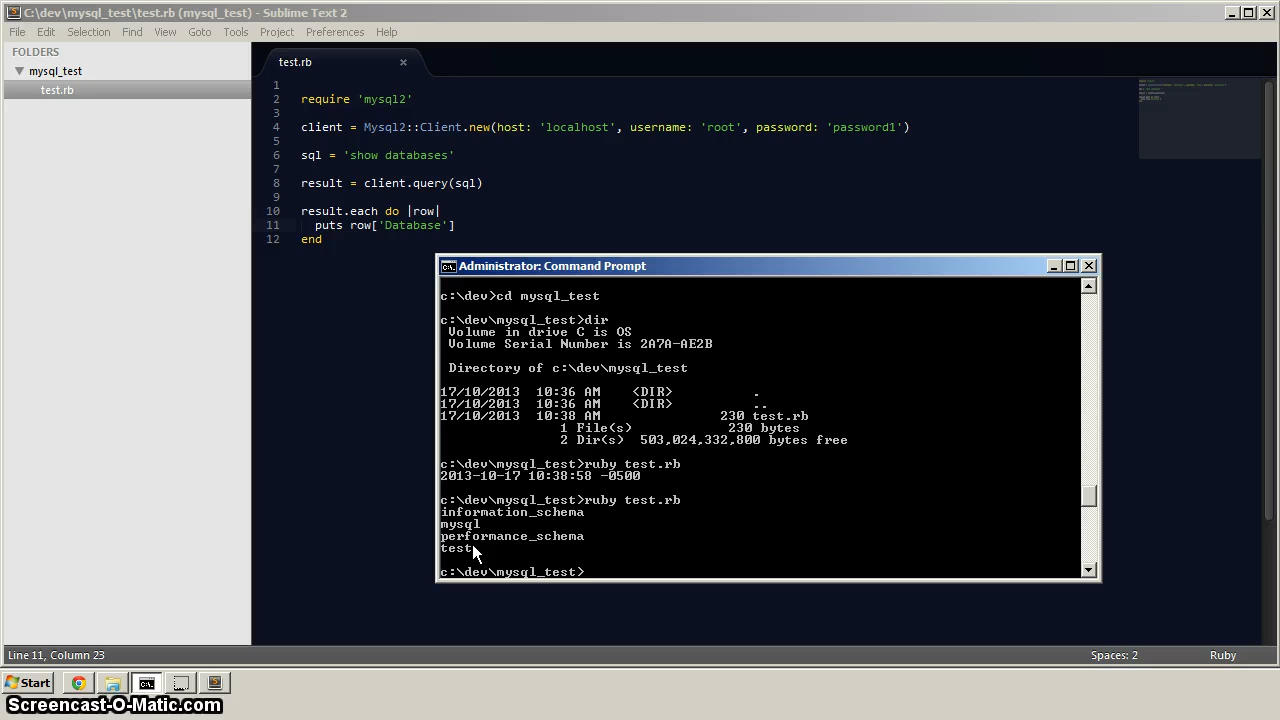 C:\dev\mysql_test\test.rb (mysql_test) - Sublime Text 2
File Edit Selection Find View Goto Tools Project Preferences Help
FOLDERS
mysql_test
test.rb
test.rb
1
2 require 'mysql2'
3
4 client = Mysql2::Client.new(host: 'localhost', username: 'root', password: 'password1')
5
6 sql = 'show databases'
7
8 result = client.query(sql)
9
10 result.each do |row|
11 puts row['Database']
12 end
Administrator: Command Prompt
c:\dev>cd mysql_test
c:\dev\mysql_test>dir
Volume in drive C is OS
Volume Serial Number is 2A7A-AE2B
Directory of c:\dev\mysql_test
17/10/2013 10:36 AM <DIR> .
17/10/2013 10:36 AM <DIR> ..
17/10/2013 10:38 AM 230 test.rb
1 File(s) 230 bytes
2 Dir(s) 503,024,332,800 bytes free
c:\dev\mysql_test>ruby test.rb
2013-10-17 10:38:58 -0500
c:\dev\mysql_test>ruby test.rb
information_schema
mysql
performance_schema
test
c:\dev\mysql_test>
Line 11, Column 23
Spaces: 2
Ruby
Start
Screencast-O-Matic.com